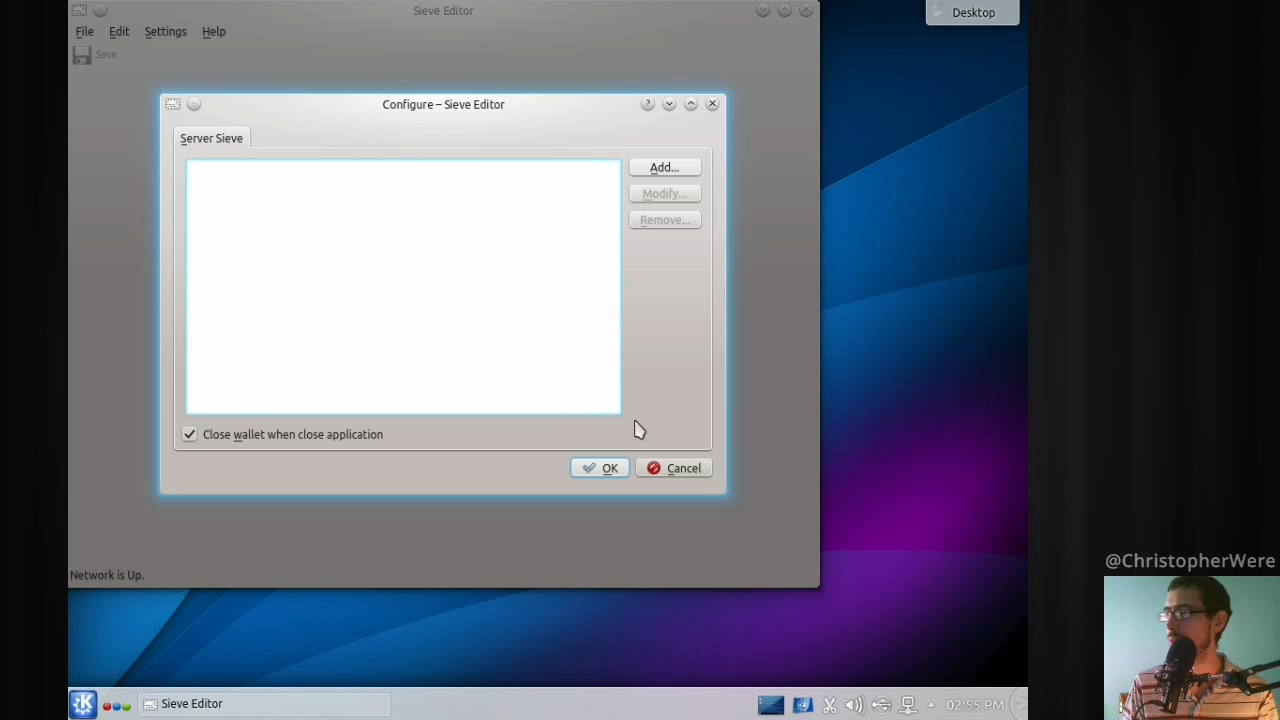 Sieve Editor
Desktop
File Edit Settings Help
Save
Configure – Sieve Editor
Server Sieve
Add...
Modify...
Remove...
Close wallet when close application
OK Cancel
@ChristopherWere
Network is Up.
Sieve Editor
02:55 PM